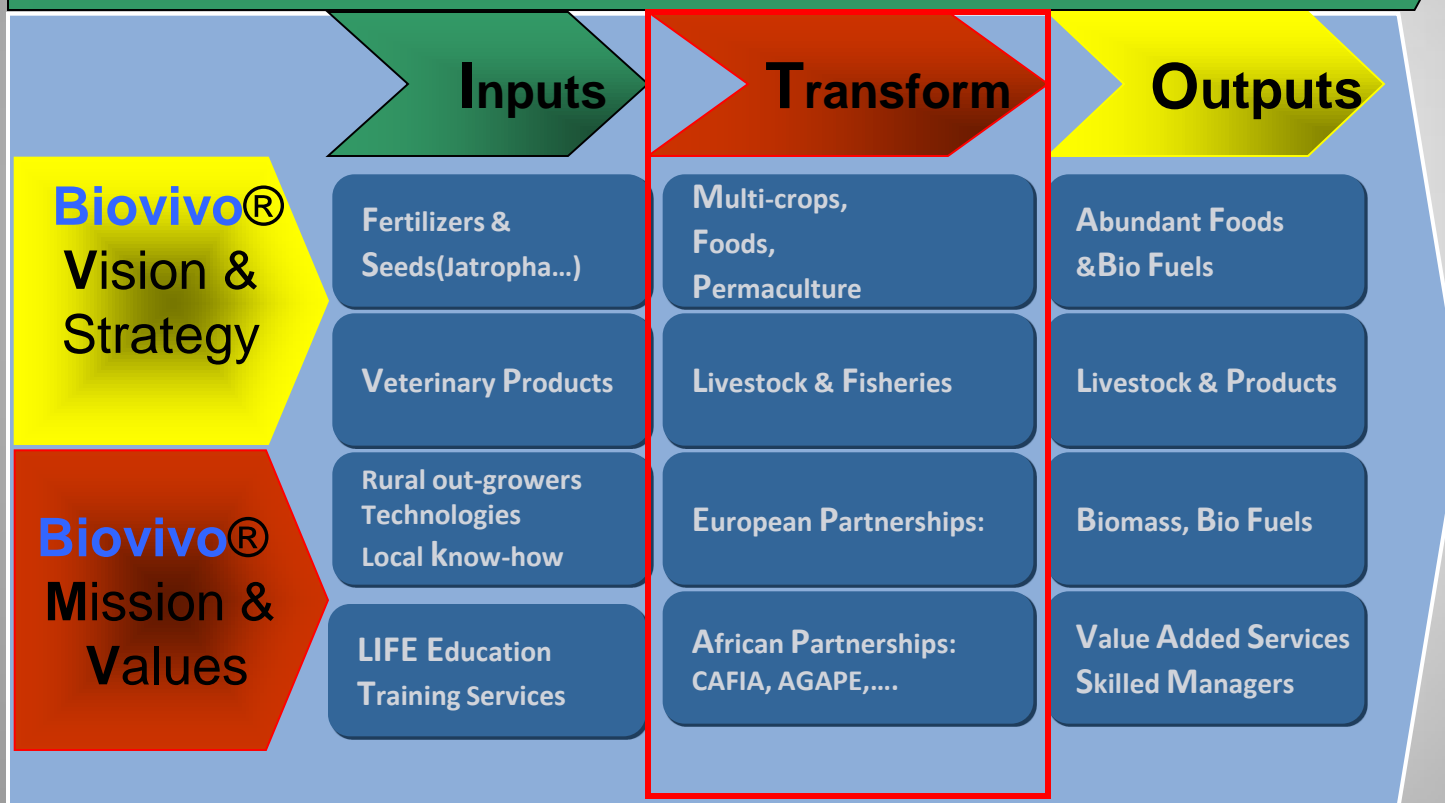 Inputs
Transform
Outputs
Biovivo®
Vision &
Strategy
Fertilizers &
Seeds(Jatropha…)
Multi-crops,
Foods,
Permaculture
Abundant Foods
&Bio Fuels
Veterinary Products
Livestock & Fisheries
Livestock & Products
Biovivo®
Mission &
Values
Rural out-growers
Technologies
Local know-how
European Partnerships:
Biomass, Bio Fuels
LIFE Education
Training Services
African Partnerships:
CAFIA, AGAPE,….
Value Added Services
Skilled Managers